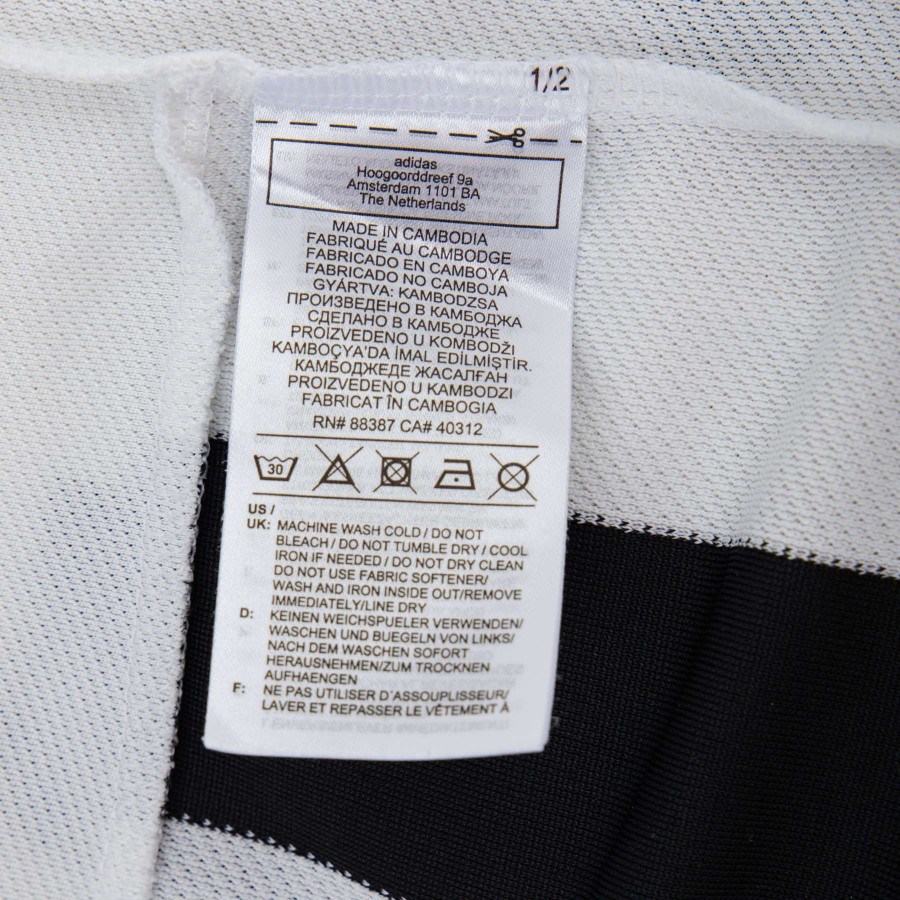 1/2
adidas
Hoogoorddreef 9a
Amsterdam 1101 BA
The Netherlands
MADE IN CAMBODIA
FABRIQUÉ AU CAMBODGE
FABRICADO EN CAMBOYA
FABRICADO NO CAMBOJA
GYÁRTVA: KAMBODZSA
ПРОИЗВЕДЕНО В КАМБОДЖА
СДЕЛАНО В КАМБОДЖЕ
PROIZVEDENO U KOMBODŽI
KAMBOÇYA'DA İMAL EDİLMİŞTİR.
КАМБОДЖЕДЕ ЖАСАЛҒАН
PROIZVEDENO U KAMBODZI
FABRICAT ÎN CAMBOGIA
RN# 88387 CA# 40312
30
US /
UK: MACHINE WASH COLD / DO NOT
BLEACH / DO NOT TUMBLE DRY / COOL
IRON IF NEEDED / DO NOT DRY CLEAN
DO NOT USE FABRIC SOFTENER/
WASH AND IRON INSIDE OUT/REMOVE
IMMEDIATELY/LINE DRY
D: KEINEN WEICHSPUELER VERWENDEN/
WASCHEN UND BUEGELN VON LINKS/
NACH DEM WASCHEN SOFORT
HERAUSNEHMEN/ZUM TROCKNEN
AUFHAENGEN
F: NE PAS UTILISER D'ASSOUPLISSEUR/
LAVER ET REPASSER LE VÊTEMENT À